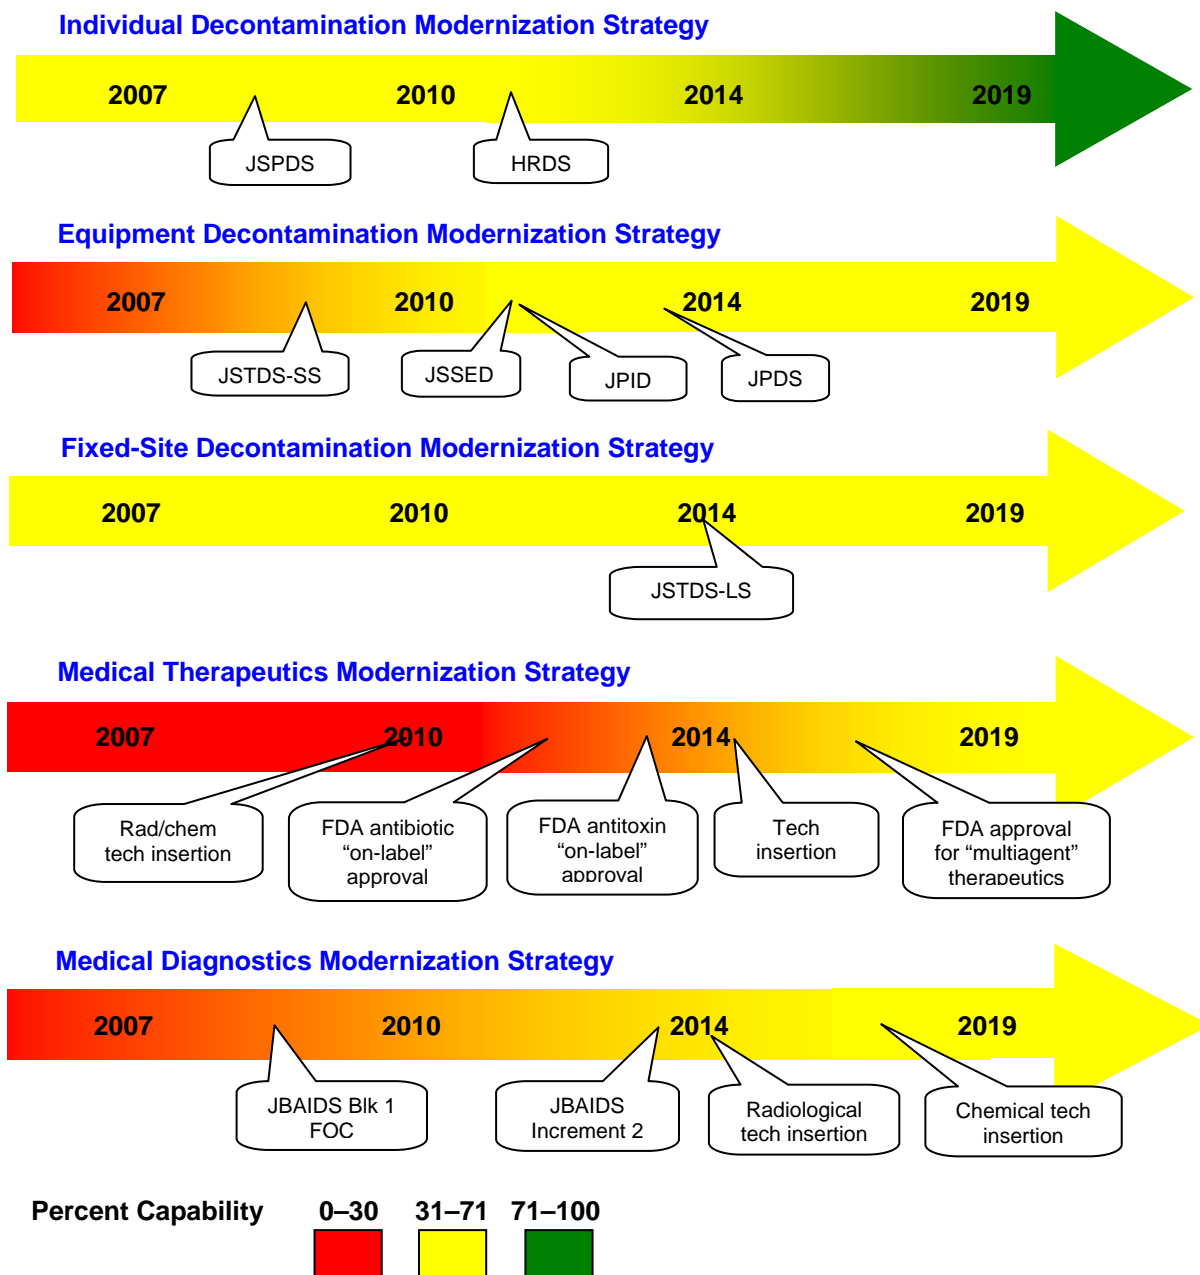 Individual Decontamination Modernization Strategy
2007 2010 2014 2019
JSPDS HRDS
Equipment Decontamination Modernization Strategy
2007 2010 2014 2019
JSTDS-SS JSSED JPID JPDS
Fixed-Site Decontamination Modernization Strategy
2007 2010 2014 2019
JSTDS-LS
Medical Therapeutics Modernization Strategy
2007 2010 2014 2019
Rad/chem
tech insertion
FDA antibiotic
“on-label”
approval
FDA antitoxin
“on-label”
approval
Tech
insertion
FDA approval
for “multiagent”
therapeutics
Medical Diagnostics Modernization Strategy
2007 2010 2014 2019
JBAIDS Blk 1
FOC
JBAIDS
Increment 2
Radiological
tech insertion
Chemical tech
insertion
Percent Capability 0–30 31–71 71–100